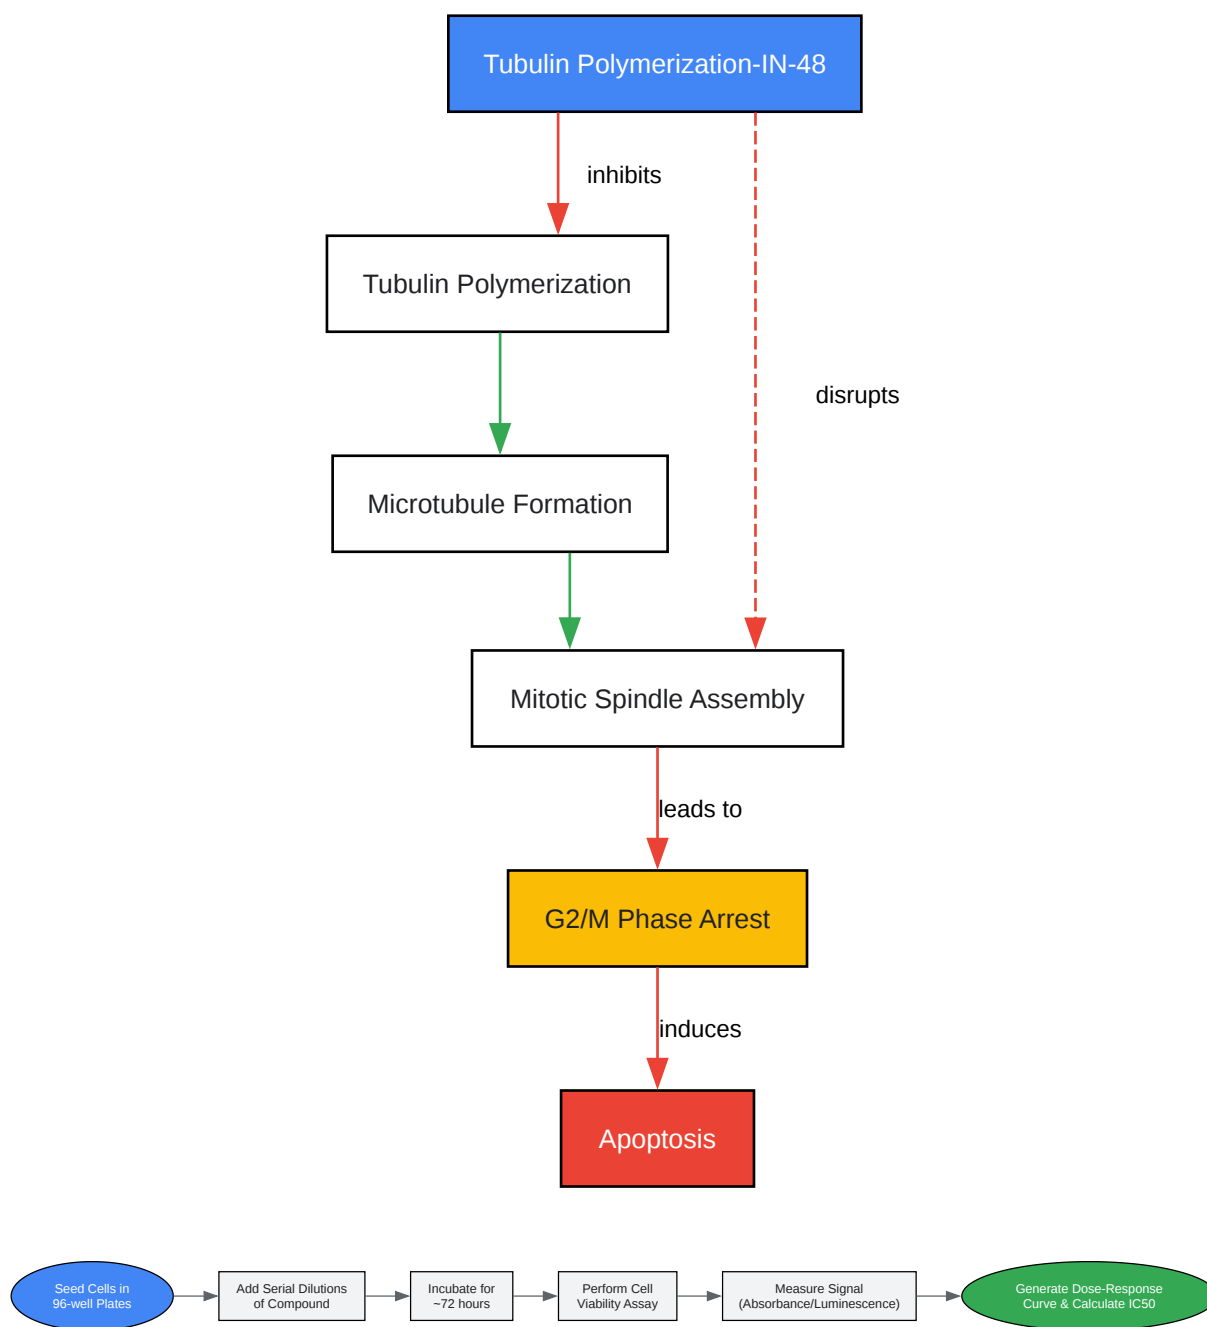 Tubulin Polymerization-IN-48
inhibits
Tubulin Polymerization
disrupts
Microtubule Formation
Mitotic Spindle Assembly
leads to
G2/M Phase Arrest
induces
Apoptosis
Seed Cells in
96-well Plates
Add Serial Dilutions
of Compound
Incubate for
~72 hours
Perform Cell
Viability Assay
Measure Signal
(Absorbance/Luminescence)
Generate Dose-Response
Curve & Calculate IC50